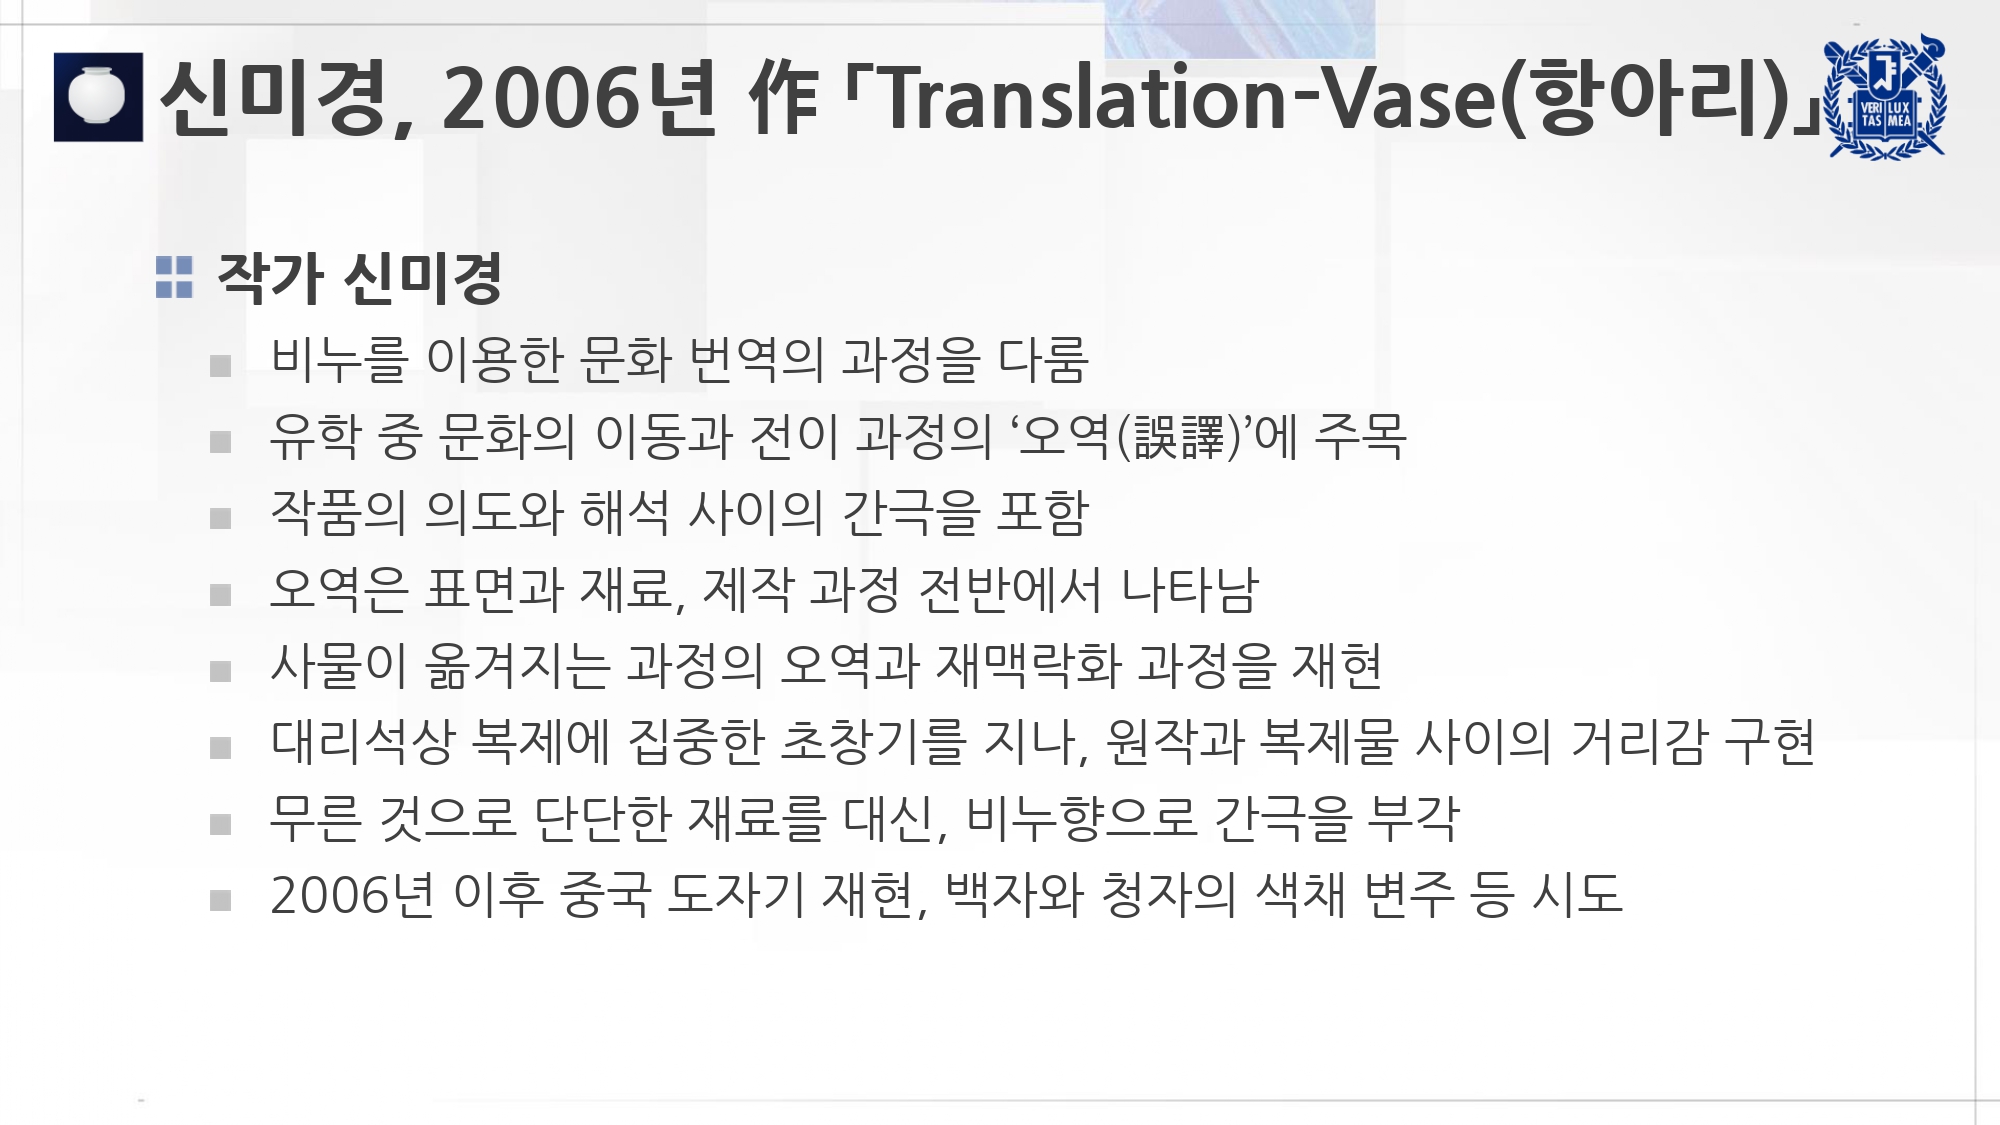 신미경, 2006년 作 「Translation-Vase(항아리)」
VERI LUX
TAS MEA
작가 신미경
비누를 이용한 문화 번역의 과정을 다룸
유학 중 문화의 이동과 전이 과정의 ‘오역(誤譯)’에 주목
작품의 의도와 해석 사이의 간극을 포함
오역은 표면과 재료, 제작 과정 전반에서 나타남
사물이 옮겨지는 과정의 오역과 재맥락화 과정을 재현
대리석상 복제에 집중한 초창기를 지나, 원작과 복제물 사이의 거리감 구현
무른 것으로 단단한 재료를 대신, 비누향으로 간극을 부각
2006년 이후 중국 도자기 재현, 백자와 청자의 색채 변주 등 시도